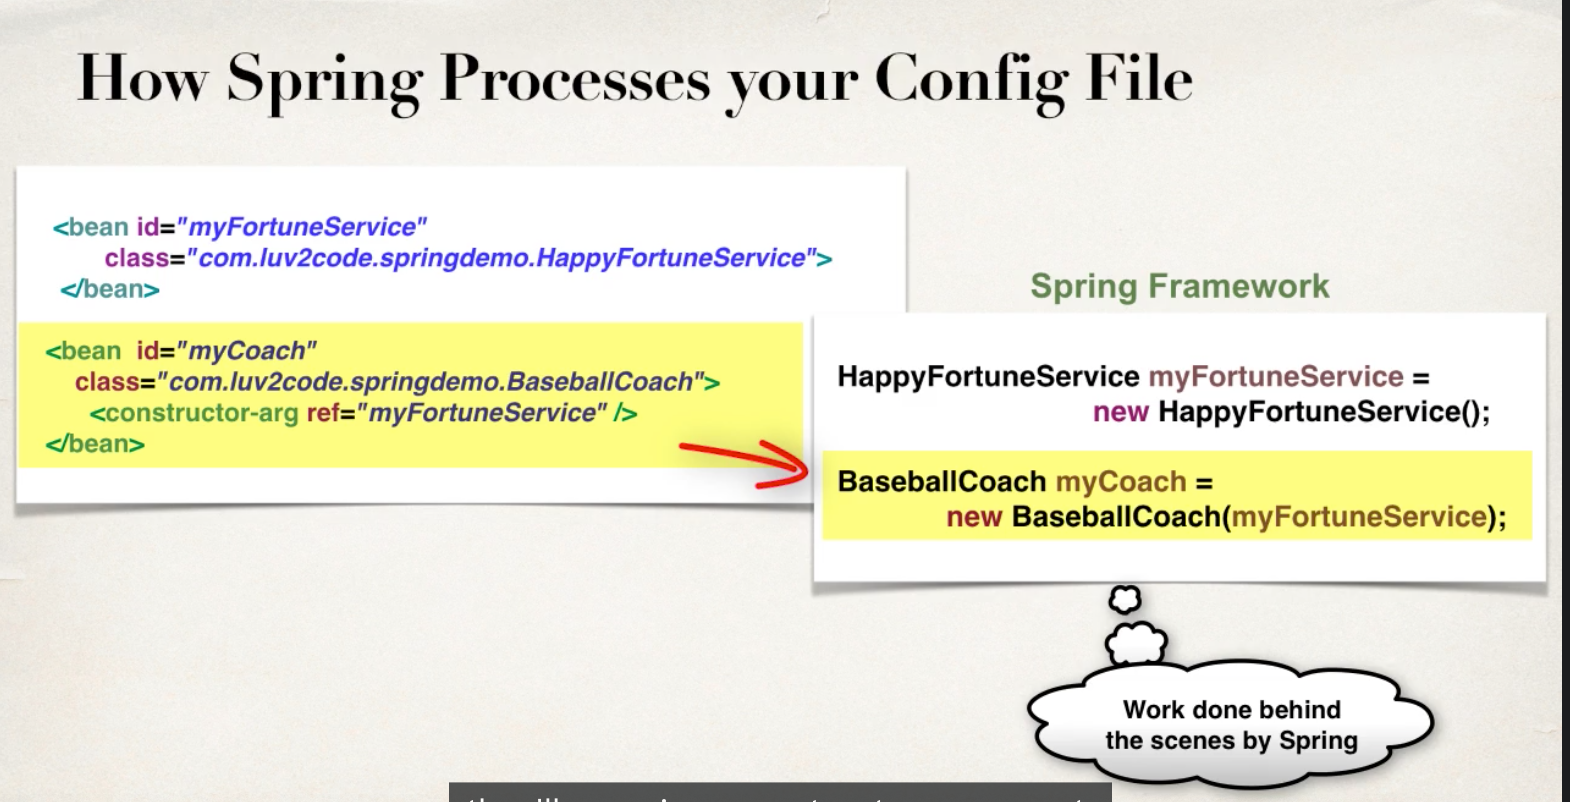 How Spring Processes your Config File
<bean id="myFortuneService"
class="com.luv2code.springdemo.HappyFortuneService">
</bean>
<bean id="myCoach"
class="com.luv2code.springdemo.BaseballCoach">
<constructor-arg ref="myFortuneService" />
</bean>
Spring Framework
HappyFortuneService myFortuneService =
new HappyFortuneService();
BaseballCoach myCoach =
new BaseballCoach(myFortuneService);
Work done behind
the scenes by Spring